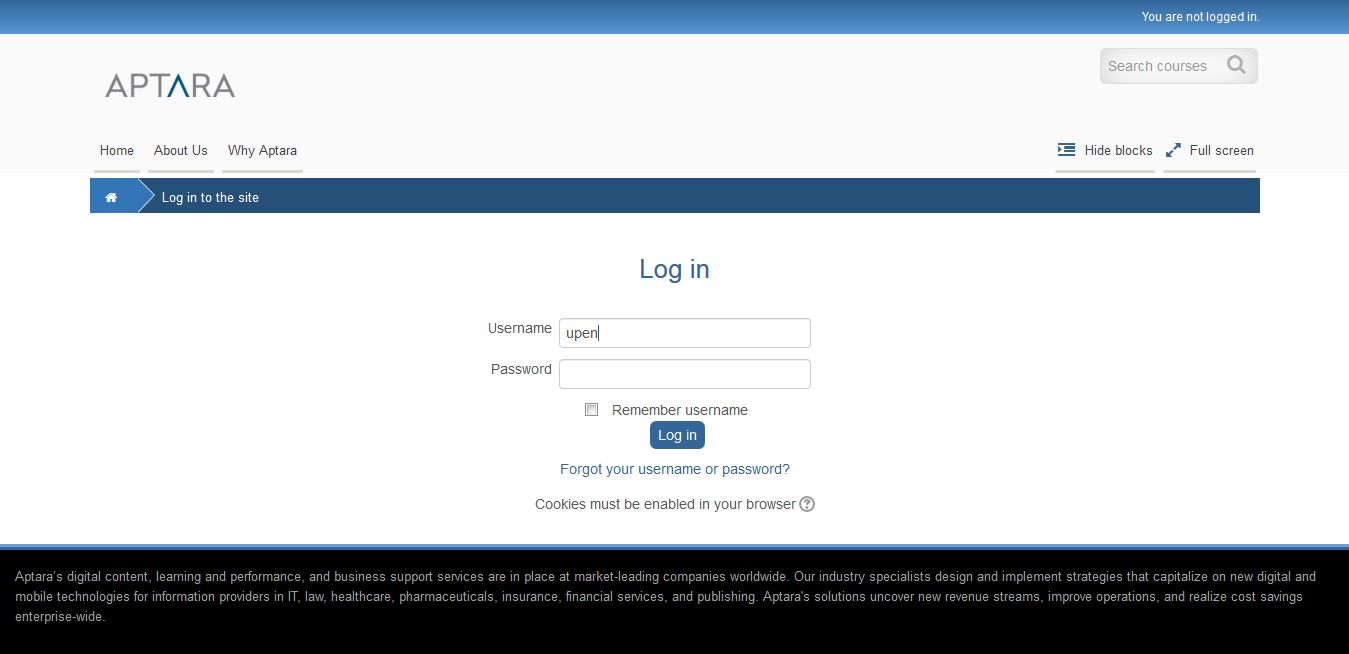 You are not logged in.
APTARA
Search courses
Home About Us Why Aptara
Hide blocks Full screen
Log in to the site
Log in
Username upen
Password
Remember username
Log in
Forgot your username or password?
Cookies must be enabled in your browser
Aptara's digital content, learning and performance, and business support services are in place at market-leading companies worldwide. Our industry specialists design and implement strategies that capitalize on new digital and
mobile technologies for information providers in IT, law, healthcare, pharmaceuticals, insurance, financial services, and publishing. Aptara's solutions uncover new revenue streams, improve operations, and realize cost savings
enterprise-wide.